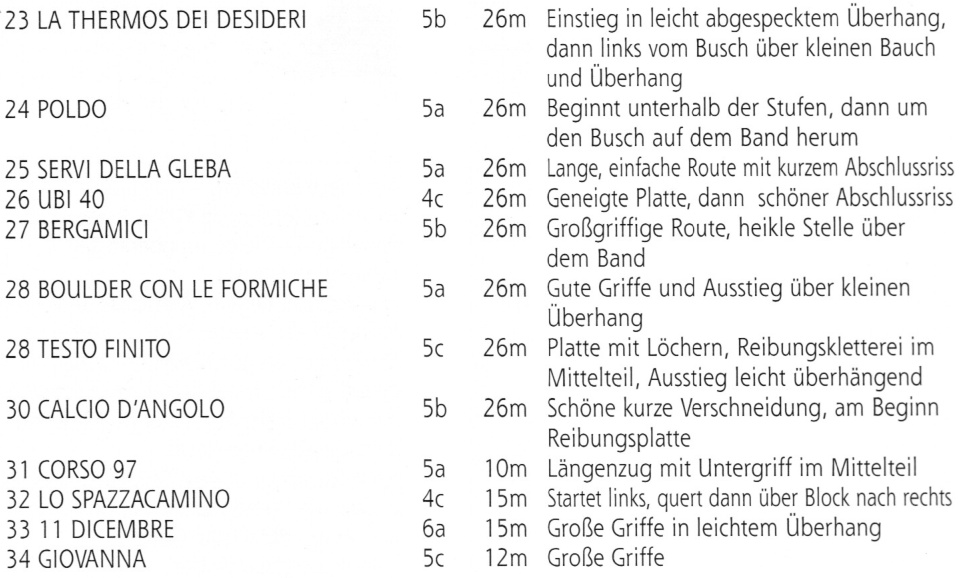 23 LA THERMOS DEI DESIDERI 5b 26m Einstieg in leicht abgespecktem Überhang,
dann links vom Busch über kleinen Bauch
und Überhang
24 POLDO 5a 26m Beginnt unterhalb der Stufen, dann um
den Busch auf dem Band herum
25 SERVI DELLA GLEBA 5a 26m Lange, einfache Route mit kurzem Abschlussriss
26 UBI 40 4c 26m Geneigte Platte, dann schöner Abschlussriss
27 BERGAMICI 5b 26m Großgriffige Route, heikle Stelle über
dem Band
28 BOULDER CON LE FORMICHE 5a 26m Gute Griffe und Ausstieg über kleinen
Überhang
28 TESTO FINITO 5c 26m Platte mit Löchern, Reibungskletterei im
Mittelteil, Ausstieg leicht überhängend
30 CALCIO D'ANGOLO 5b 26m Schöne kurze Verschneidung, am Beginn
Reibungsplatte
31 CORSO 97 5a 10m Längenzug mit Untergriff im Mittelteil
32 LO SPAZZACAMINO 4c 15m Startet links, quert dann über Block nach rechts
33 11 DICEMBRE 6a 15m Große Griffe in leichtem Überhang
34 GIOVANNA 5c 12m Große Griffe